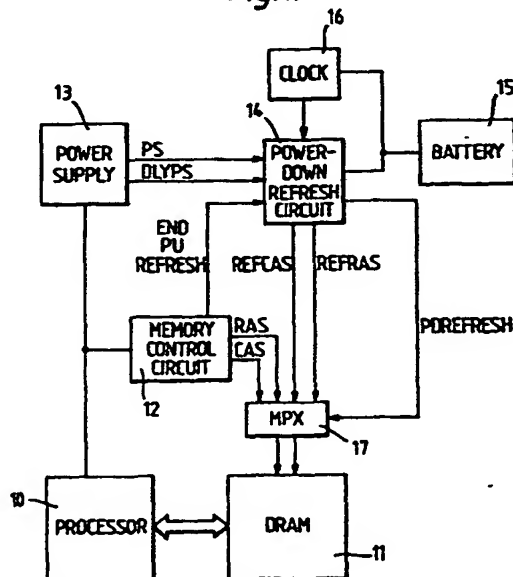 16
CLOCK
13
POWER
SUPPLY
PS
DLYPS
14
POWER-
DOWN
REFRESH
CIRCUIT
15
BATTERY
END
PU
REFRESH
REFCAS
REFRAS
PDREFRESH
MEMORY
CONTROL
CIRCUIT
12
RAS
CAS
MPX
17
10
PROCESSOR
DRAM
11